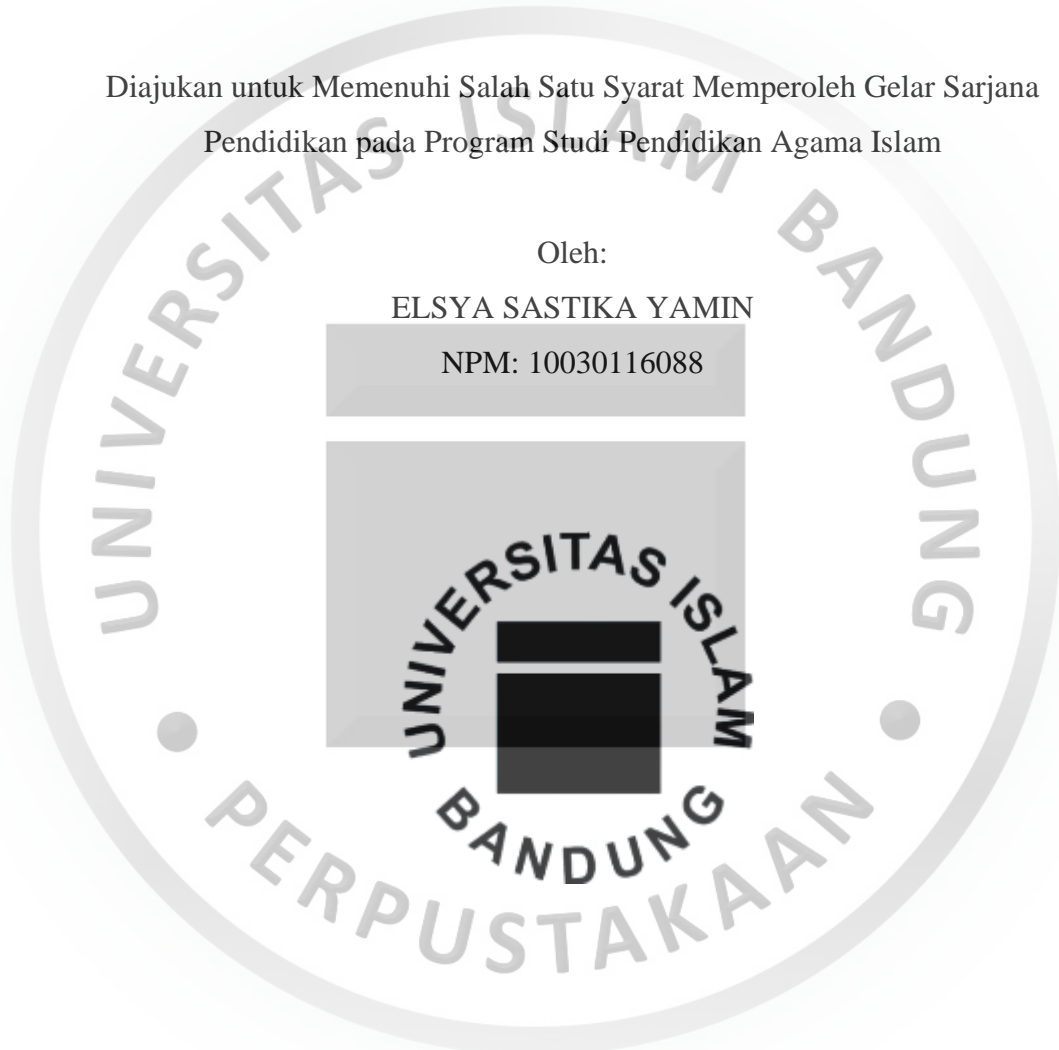 Diajukan untuk Memenuhi Salah Satu Syarat Memperoleh Gelar Sarjana
Pendidikan pada Program Studi Pendidikan Agama Islam
Oleh:
ELSYA SASTIKA YAMIN
NPM: 10030116088
UNIVERSITAS ISLAM
BANDUNG
UNIVERSITAS ISLAM BANDUNG
PERPUSTAKAAN